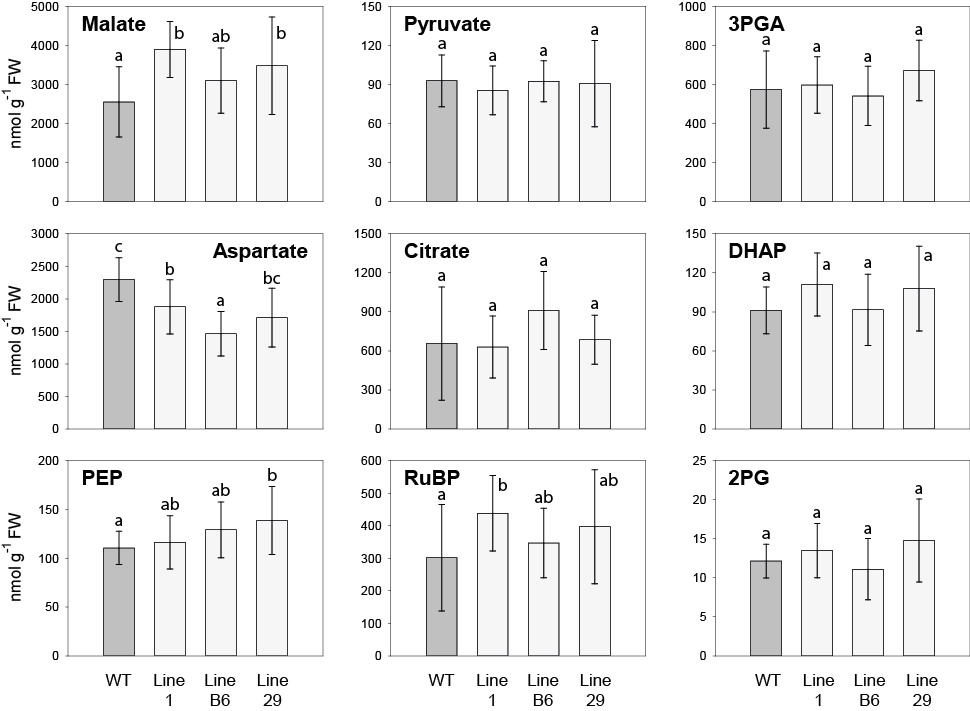 Malate
nmol g⁻¹ FW
5000
4000
3000
2000
1000
0
a
b
ab
b
Pyruvate
150
120
90
60
30
0
a
a
a
a
3PGA
1000
800
600
400
200
0
a
a
a
a
Aspartate
nmol g⁻¹ FW
3000
2500
2000
1500
1000
500
0
c
b
a
bc
Citrate
1500
1200
900
600
300
0
a
a
a
a
DHAP
150
120
90
60
30
0
a
a
a
a
PEP
nmol g⁻¹ FW
200
150
100
50
0
a
ab
ab
b
RuBP
600
500
400
300
200
100
0
a
b
ab
ab
2PG
25
20
15
10
5
0
a
a
a
a
WT Line Line Line
1 B6 29
WT Line Line Line
1 B6 29
WT Line Line Line
1 B6 29